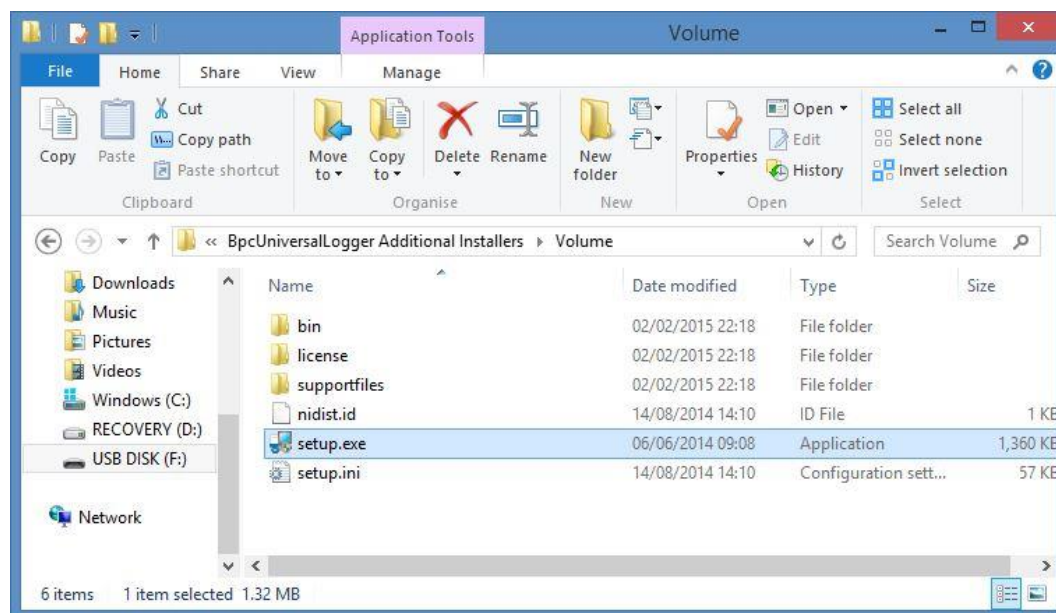 Application Tools
Volume
File Home Share View Manage
Copy
Paste
Cut
Copy path
Paste shortcut
Clipboard
Move to
Copy to
Delete
Rename
Organise
New folder
New
Properties
Open
Edit
History
Open
Select all
Select none
Invert selection
Select
« BpcUniversalLogger Additional Installers Volume
Search Volume
Downloads
Music
Pictures
Videos
Windows (C:)
RECOVERY (D:)
USB DISK (F:)
Network
Name Date modified Type Size
bin 02/02/2015 22:18 File folder
license 02/02/2015 22:18 File folder
supportfiles 02/02/2015 22:18 File folder
nidist.id 14/08/2014 14:10 ID File 1 KB
setup.exe 06/06/2014 09:08 Application 1,360 KB
setup.ini 14/08/2014 14:10 Configuration sett... 57 KB
6 items 1 item selected 1.32 MB